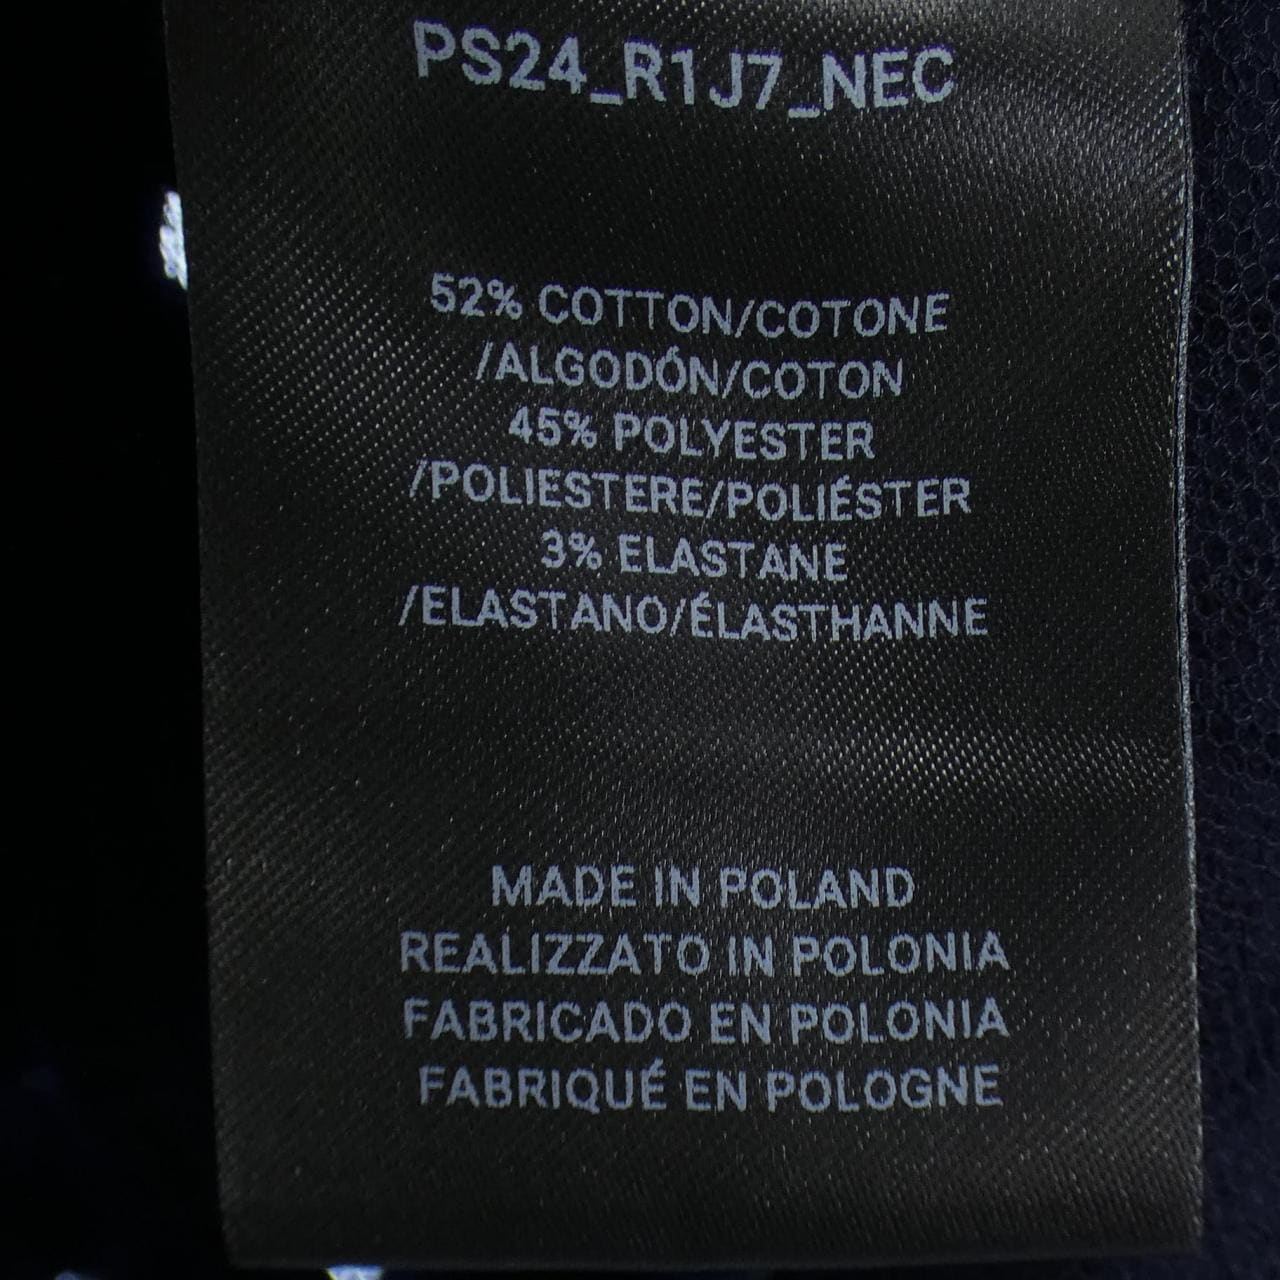 PS24_R1J7_NEC
52% COTTON/COTONE
/ALGODÓN/COTON
45% POLYESTER
/POLIESTERE/POLIÉSTER
3% ELASTANE
/ELASTANO/ÉLASTHANNE
MADE IN POLAND
REALIZZATO IN POLONIA
FABRICADO EN POLONIA
FABRIQUÉ EN POLOGNE